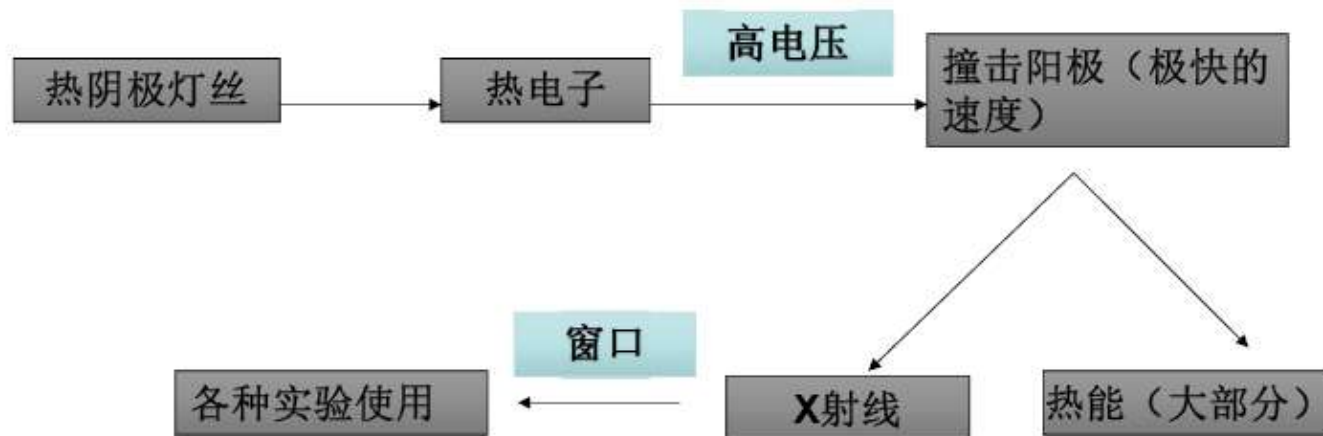 高电压
热阴极灯丝
热电子
撞击阳极（极快的
速度）
窗口
各种实验使用
X射线
热能（大部分）